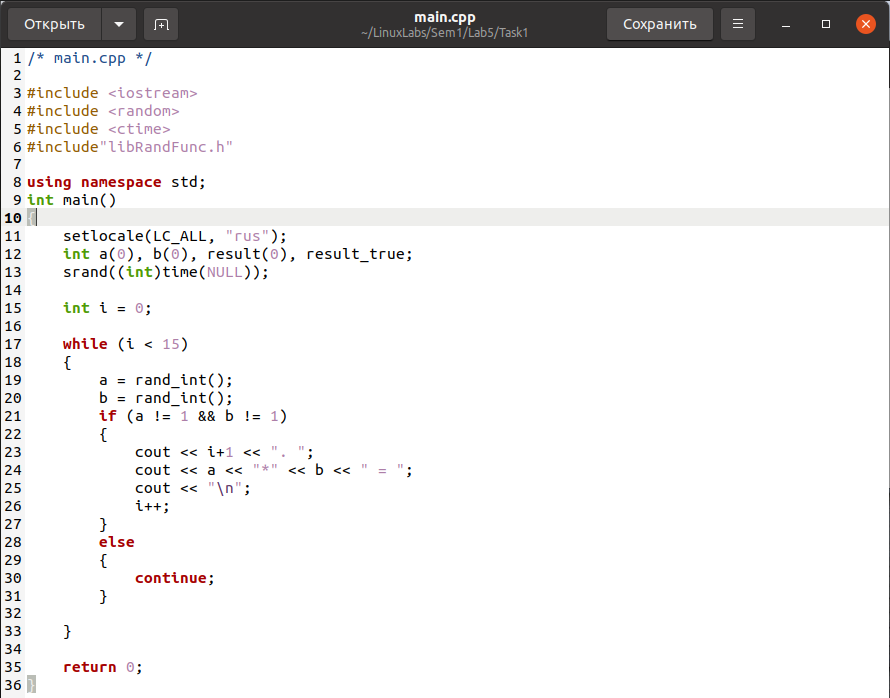 Открыть
main.cpp
~/LinuxLabs/Sem1/Lab5/Task1
Сохранить
1 /* main.cpp */
2
3 #include <iostream>
4 #include <random>
5 #include <ctime>
6 #include"libRandFunc.h"
7
8 using namespace std;
9 int main()
10 {
11     setlocale(LC_ALL, "rus");
12     int a(0), b(0), result(0), result_true;
13     srand((int)time(NULL));
14
15     int i = 0;
16
17     while (i < 15)
18     {
19         a = rand_int();
20         b = rand_int();
21         if (a != 1 && b != 1)
22         {
23             cout << i+1 << ". ";
24             cout << a << "*" << b << " = ";
25             cout << "\n";
26             i++;
27         }
28         else
29         {
30             continue;
31         }
32
33     }
34
35     return 0;
36 }